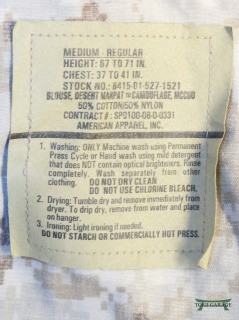 MEDIUM - REGULAR
HEIGHT: 67 TO 71 IN.
CHEST: 37 TO 41 IN.
STOCK NO.: 8415-01-527-1521
BLOUSE, DESERT MARPAT TO CAMOUFLAGE, MCCUU
50% COTTON/50% NYLON
CONTRACT #: SPO100-08-D-0331
AMERICAN APPAREL, INC.
1. Washing: ONLY Machine wash using Permanent
Press Cycle or Hand wash using mild detergent
that does NOT contain optical brighteners. Rinse
completely. Wash separately from other
clothing. DO NOT DRY CLEAN
DO NOT USE CHLORINE BLEACH.
2. Drying: Tumble dry and remove immediately from
dryer. To drip dry, remove from water and place
on hanger.
3. Ironing: Light ironing if needed.
DO NOT STARCH OR COMMERCIALLY HOT PRESS.